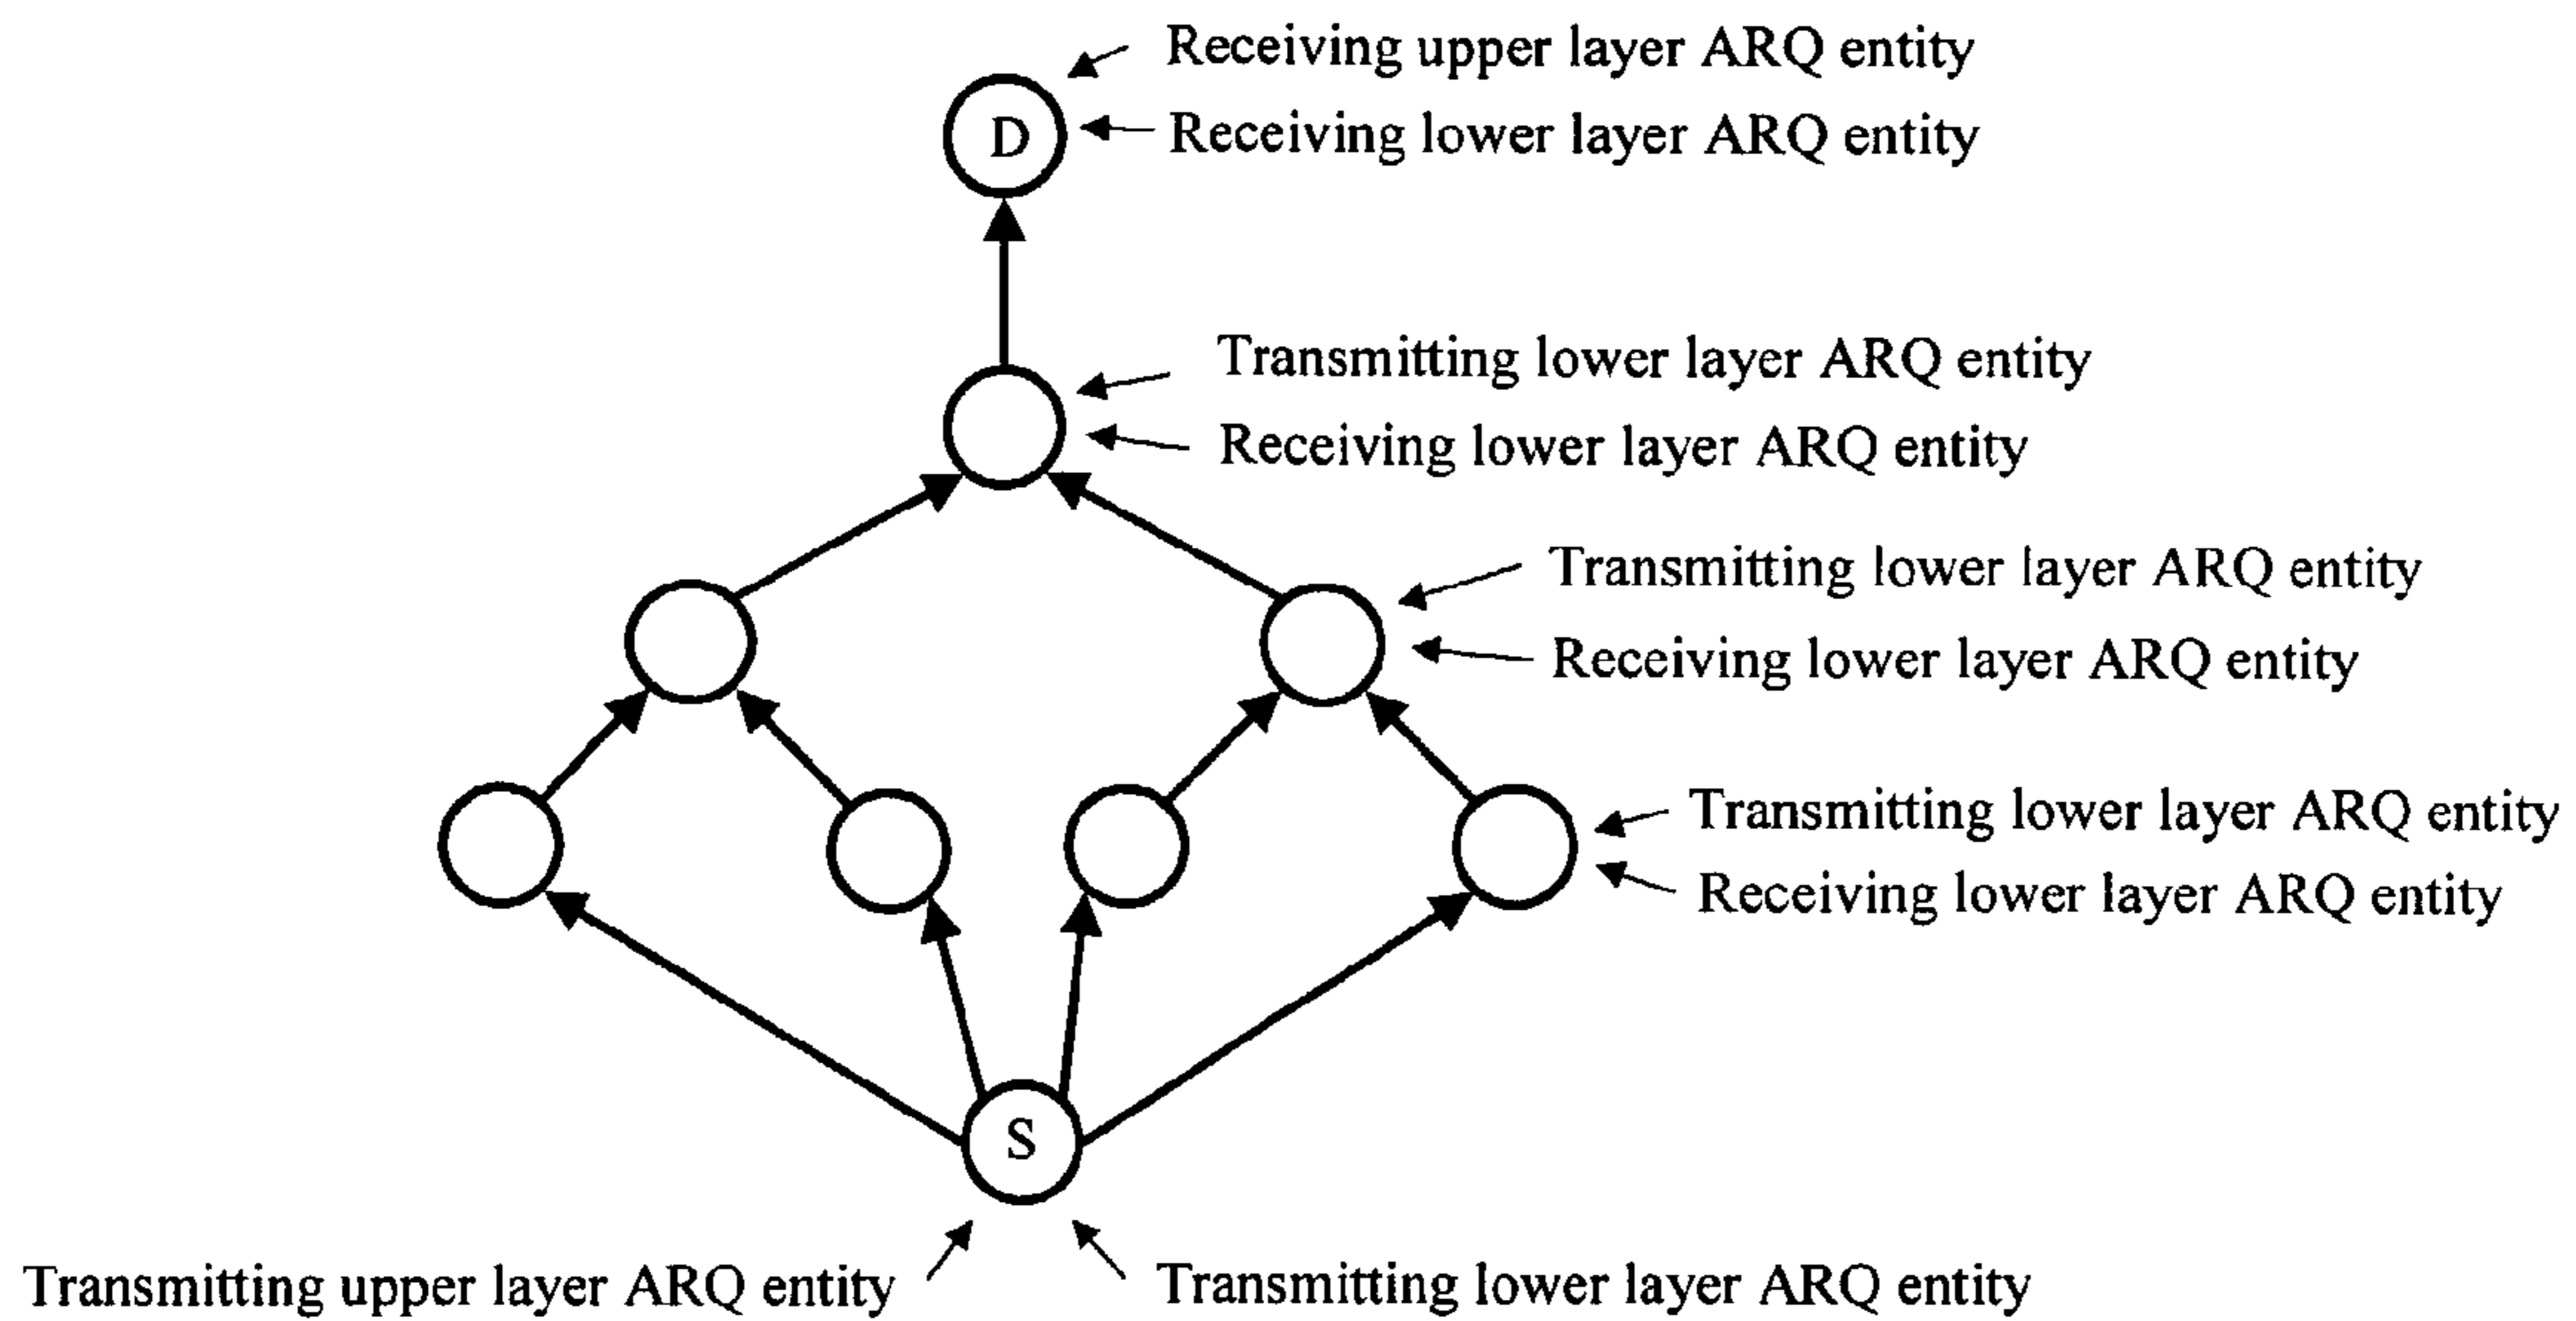 Receiving upper layer ARQ entity
D
Receiving lower layer ARQ entity
Transmitting lower layer ARQ entity
Receiving lower layer ARQ entity
Transmitting lower layer ARQ entity
Receiving lower layer ARQ entity
Transmitting lower layer ARQ entity
Receiving lower layer ARQ entity
S
Transmitting upper layer ARQ entity
Transmitting lower layer ARQ entity